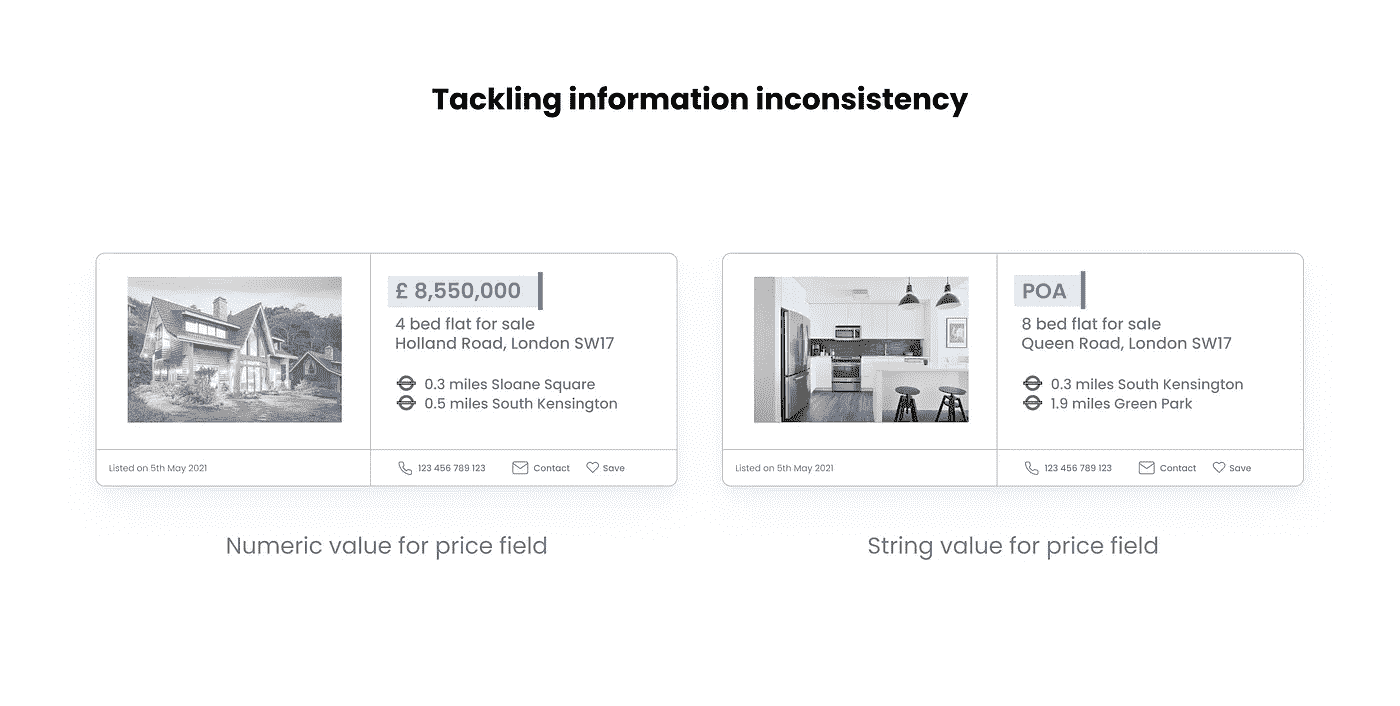 Tackling information inconsistency
£ 8,550,000
4 bed flat for sale
Holland Road, London SW17
0.3 miles Sloane Square
0.5 miles South Kensington
Listed on 5th May 2021
123 456 789 123
Contact
Save
Numeric value for price field
POA
8 bed flat for sale
Queen Road, London SW17
0.3 miles South Kensington
1.9 miles Green Park
Listed on 5th May 2021
123 456 789 123
Contact
Save
String value for price field